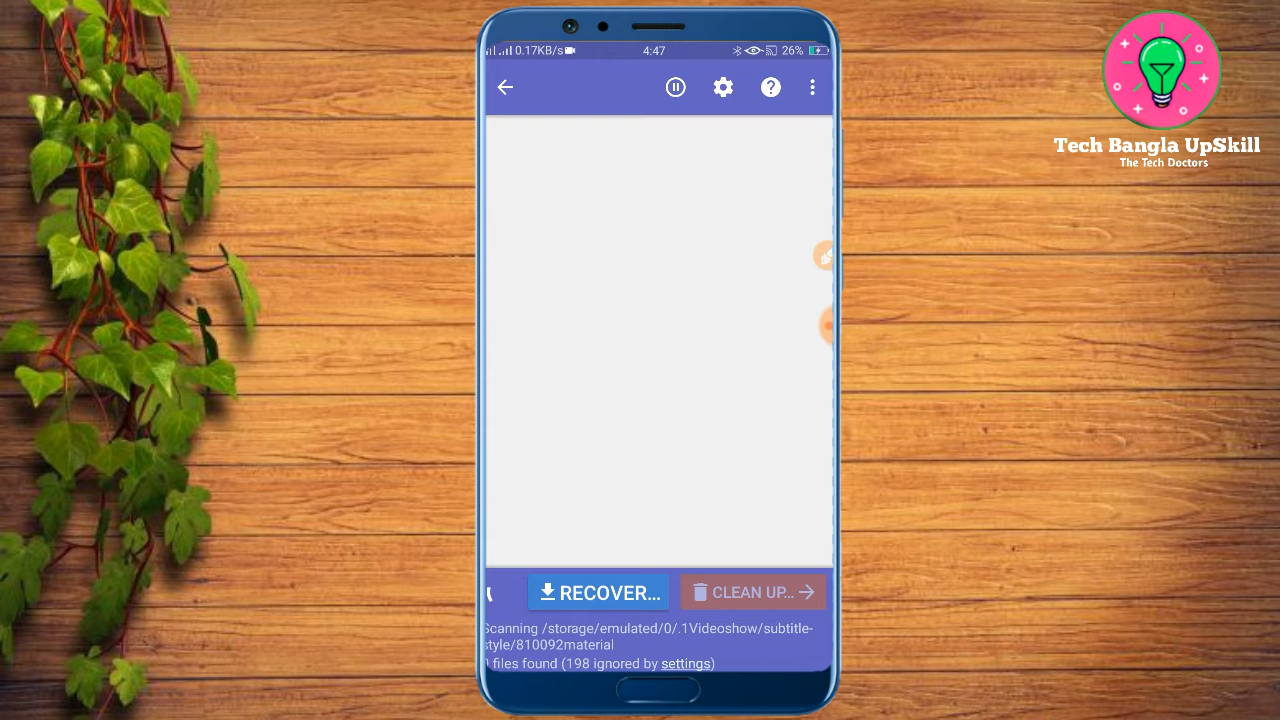 0.17KB/s
4:47
26%
Tech Bangla UpSkill
The Tech Doctors
RECOVER...
CLEAN UP...
Scanning /storage/emulated/0/.1Videoshow/subtitle-
style/810092material
files found (198 ignored by settings)